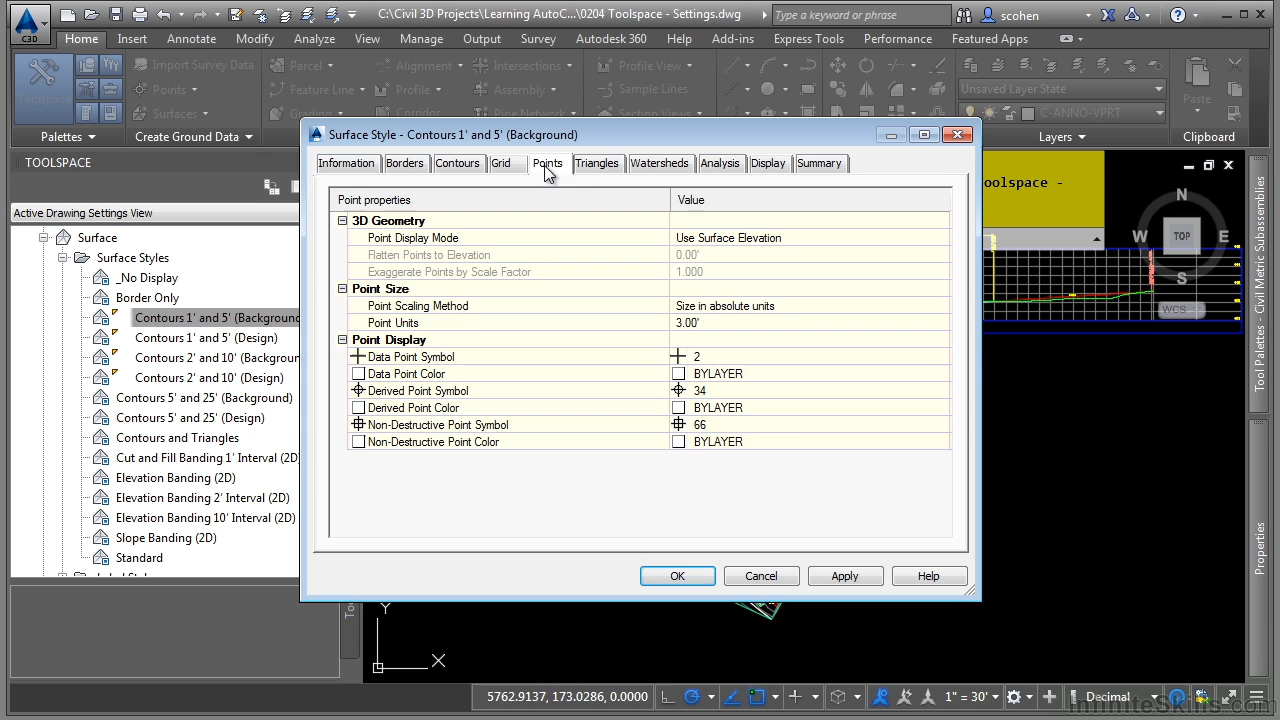 C:\Civil 3D Projects\Learning AutoC...\0204 Toolspace - Settings.dwg
Type a keyword or phrase
scohen
C3D
Home Insert Annotate Modify Analyze View Manage Output Survey Autodesk 360 Help Add-ins Express Tools Performance Featured Apps
Toolspace
Import Survey Data
Points
Surfaces
Parcel
Feature Line
Grading
Alignment
Profile
Corridor
Intersections
Assembly
Pipe Network
Profile View
Sample Lines
Unsaved Layer State
C-ANNO-VPRT
Paste
Palettes
Create Ground Data
Layers
Clipboard
TOOLSPACE
Active Drawing Settings View
Surface
Surface Styles
_No Display
Border Only
Contours 1' and 5' (Background
Contours 1' and 5' (Design)
Contours 2' and 10' (Backgroun
Contours 2' and 10' (Design)
Contours 5' and 25' (Background)
Contours 5' and 25' (Design)
Contours and Triangles
Cut and Fill Banding 1' Interval (2D)
Elevation Banding (2D)
Elevation Banding 2' Interval (2D)
Elevation Banding 10' Interval (2D)
Slope Banding (2D)
Standard
Surface Style - Contours 1' and 5' (Background)
Information Borders Contours Grid Points Triangles Watersheds Analysis Display Summary
Point properties Value
3D Geometry
Point Display Mode Use Surface Elevation
Flatten Points to Elevation 0.00'
Exaggerate Points by Scale Factor 1.000
Point Size
Point Scaling Method Size in absolute units
Point Units 3.00'
Point Display
Data Point Symbol 2
Data Point Color BYLAYER
Derived Point Symbol 34
Derived Point Color BYLAYER
Non-Destructive Point Symbol 66
Non-Destructive Point Color BYLAYER
OK Cancel Apply Help
oolspace -
N
W TOP E
S
WCS
Tool Palettes - Civil Metric Subassemblies
Properties
Y
X
5762.9137, 173.0286, 0.0000
1" = 30'
Decimal
InfiniteSkills.com